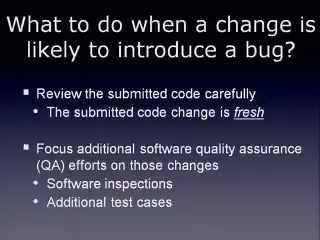 What to do when a change is
likely to introduce a bug?
Review the submitted code carefully
The submitted code change is fresh
Focus additional software quality assurance
(QA) efforts on those changes
Software inspections
Additional test cases